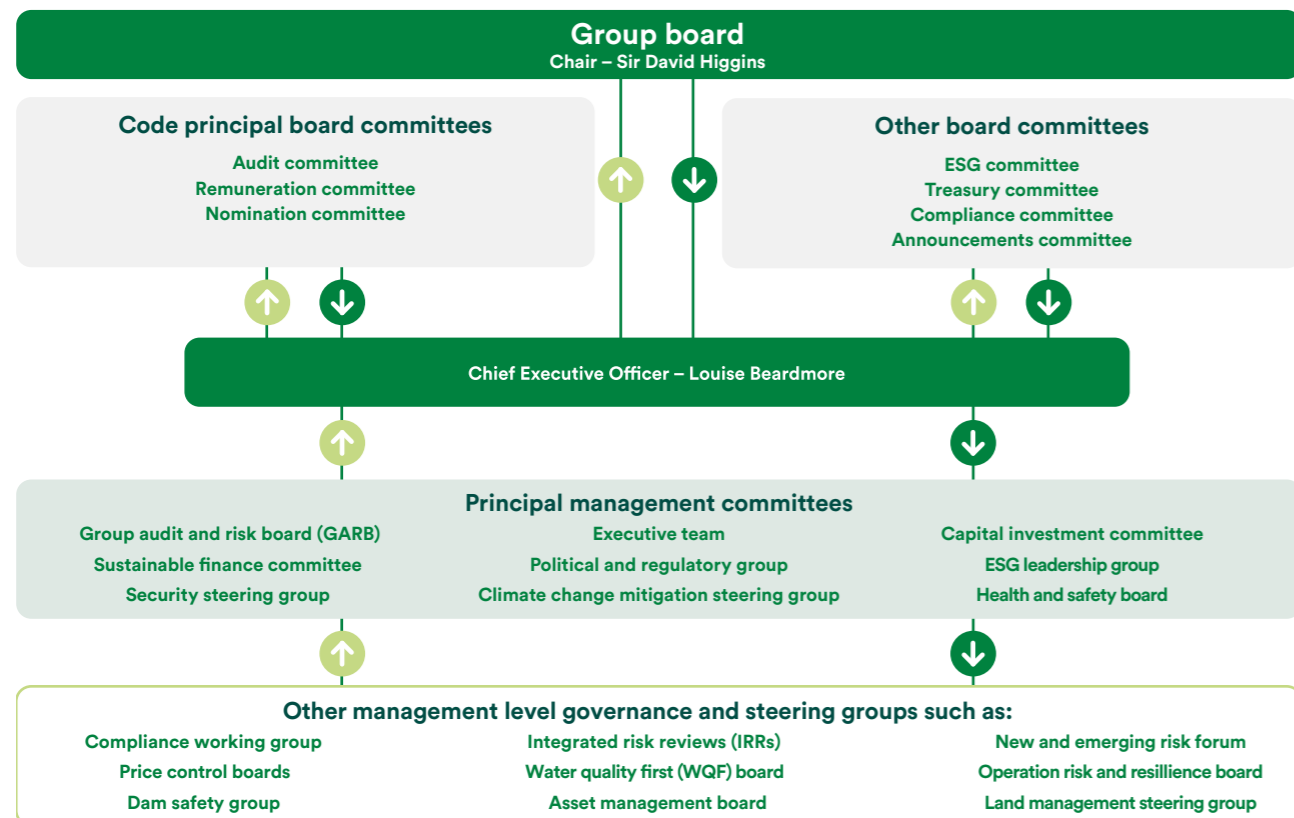 Group board
Chair – Sir David Higgins
Code principal board committees
Audit committee
Remuneration committee
Nomination committee
Other board committees
ESG committee
Treasury committee
Compliance committee
Announcements committee
Chief Executive Officer – Louise Beardmore
Principal management committees
Group audit and risk board (GARB)
Sustainable finance committee
Security steering group
Executive team
Political and regulatory group
Climate change mitigation steering group
Capital investment committee
ESG leadership group
Health and safety board
Other management level governance and steering groups such as:
Compliance working group
Price control boards
Dam safety group
Integrated risk reviews (IRRs)
Water quality first (WQF) board
Asset management board
New and emerging risk forum
Operation risk and resillience board
Land management steering group